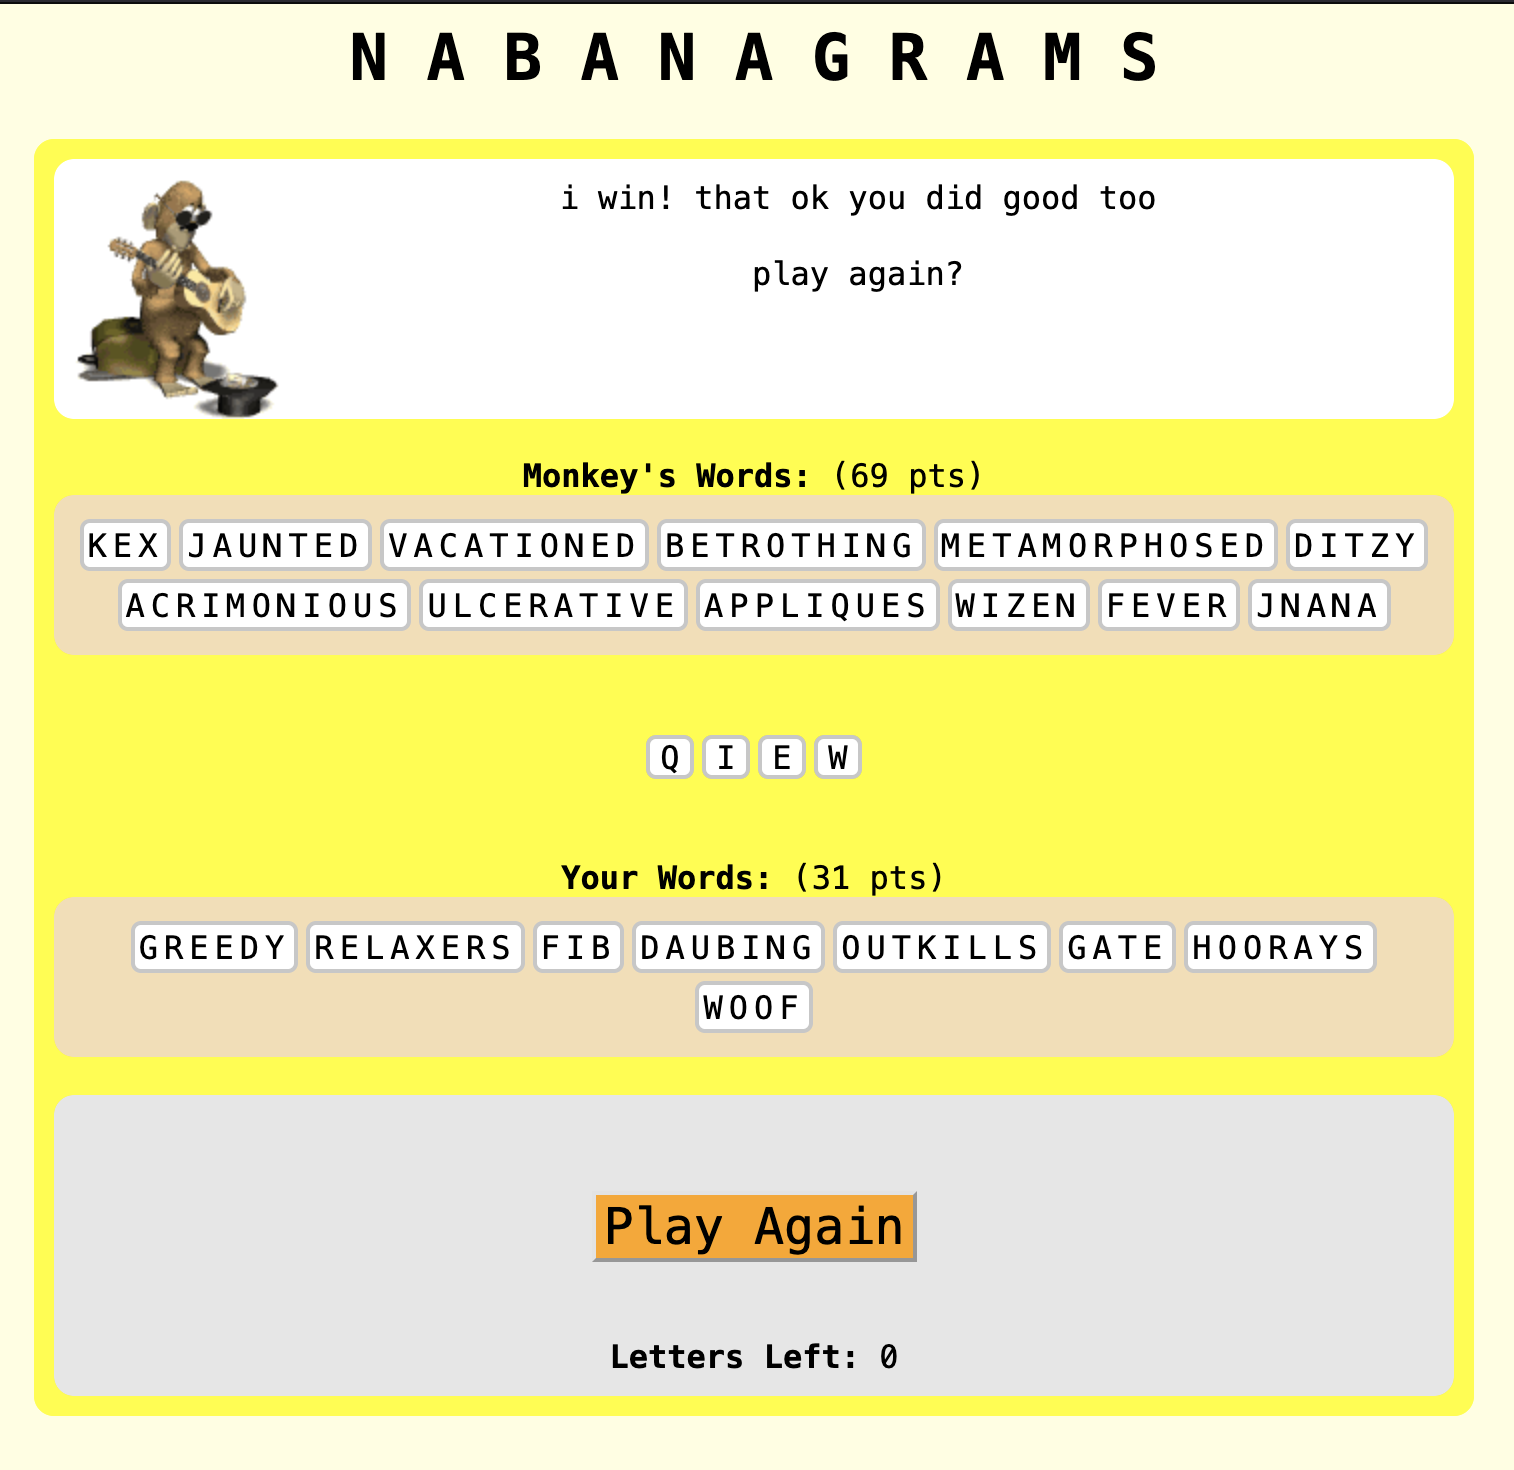 NABANAGRAMS
i win! that ok you did good too
play again?
Monkey's Words: (69 pts)
KEX JAUNTED VACATIONED BETROTHING METAMORPHOSED DITZY
ACRIMONIOUS ULCERATIVE APPLIQUES WIZEN FEVER JNANA
Q I E W
Your Words: (31 pts)
GREEDY RELAXERS FIB DAUBING OUTKILLS GATE HOORAYS
WOOF
Play Again
Letters Left: 0